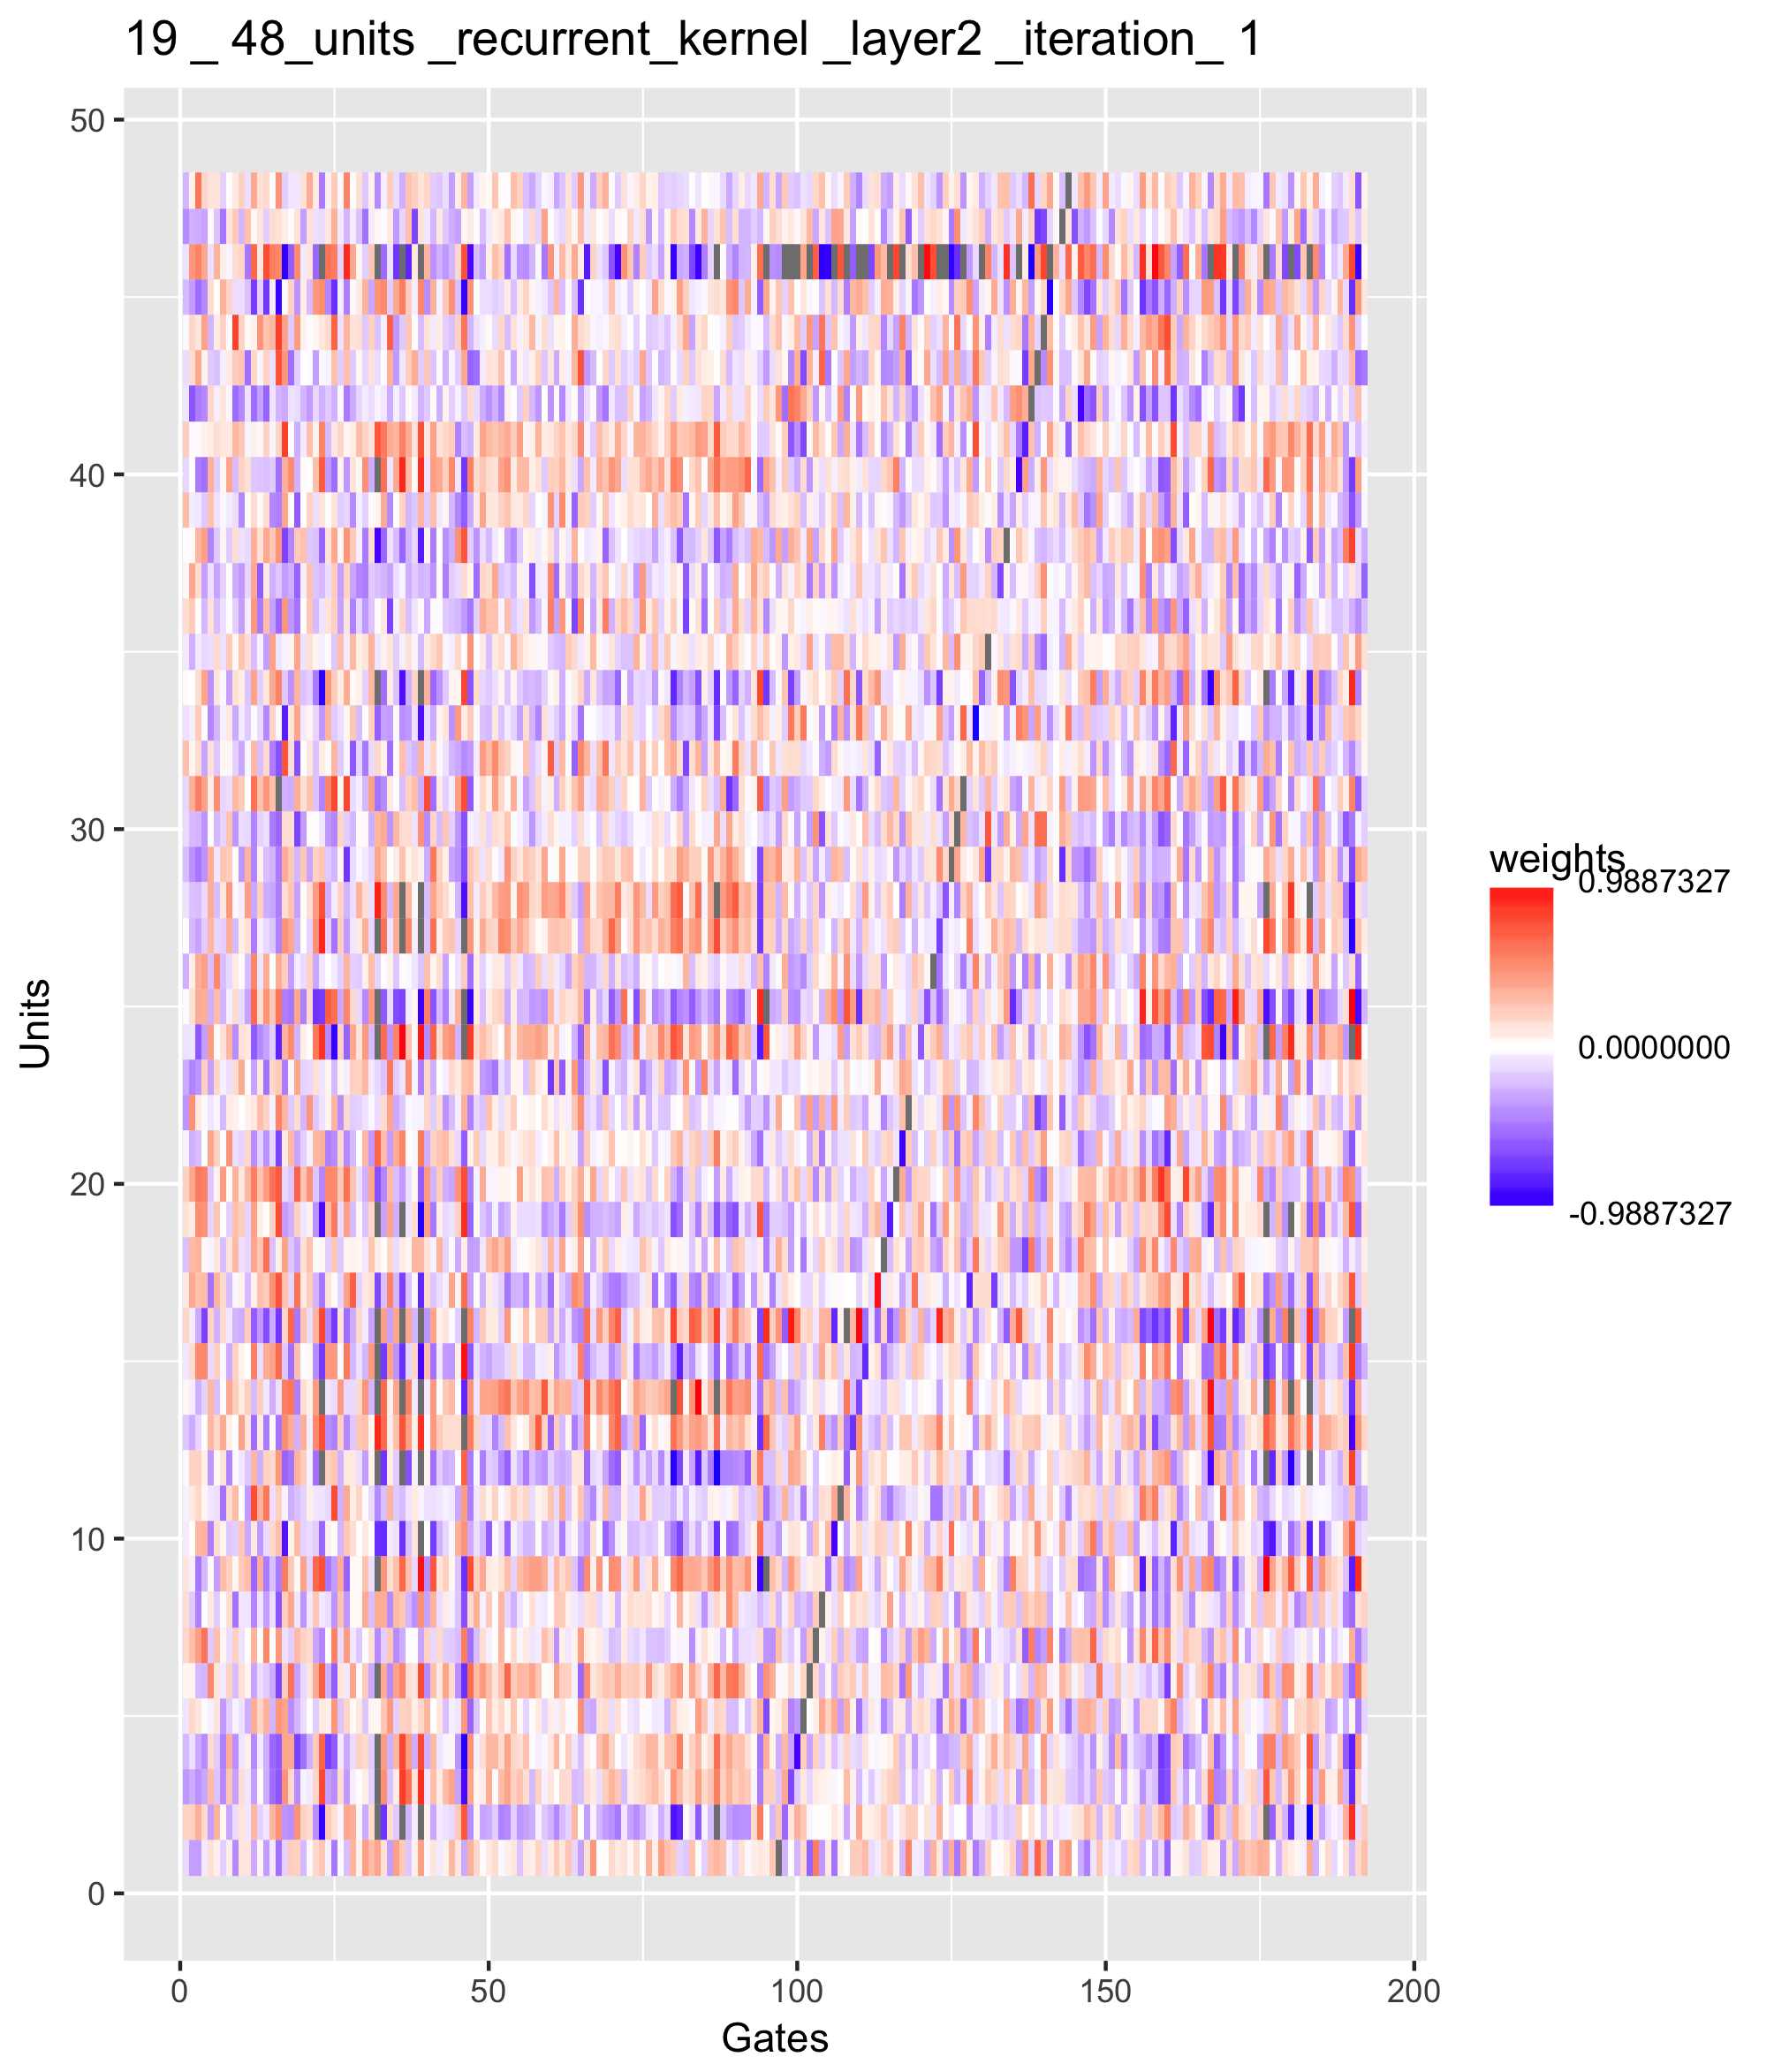 19 _ 48_units _recurrent_kernel _layer2 _iteration_ 1
50
40
30
20
10
0
Units
0 50 100 150 200
Gates
weights
0.9887327
0.0000000
-0.9887327